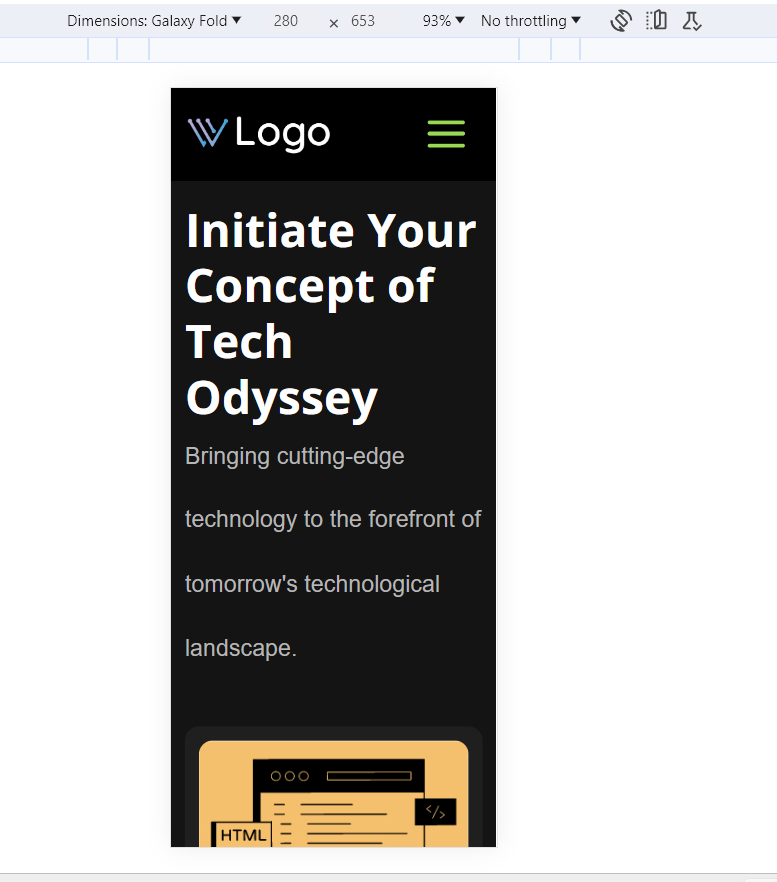 Dimensions: Galaxy Fold ▼ 280 × 653 93% ▼ No throttling ▼
Logo
Initiate Your
Concept of
Tech
Odyssey
Bringing cutting-edge
technology to the forefront of
tomorrow's technological
landscape.
</>
HTML